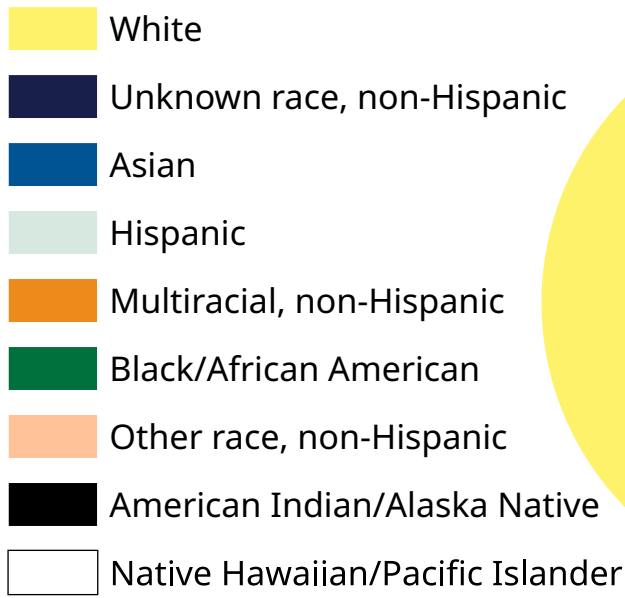 White
Unknown race, non-Hispanic
Asian
Hispanic
Multiracial, non-Hispanic
Black/African American
Other race, non-Hispanic
American Indian/Alaska Native
Native Hawaiian/Pacific Islander